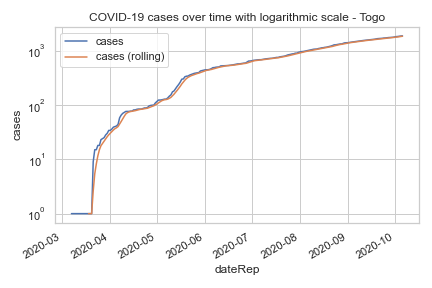 COVID-19 cases over time with logarithmic scale - Togo
cases
cases (rolling)
10³
10²
10¹
10⁰
cases
2020-03
2020-04
2020-05
2020-06
2020-07
2020-08
2020-09
2020-10
dateRep